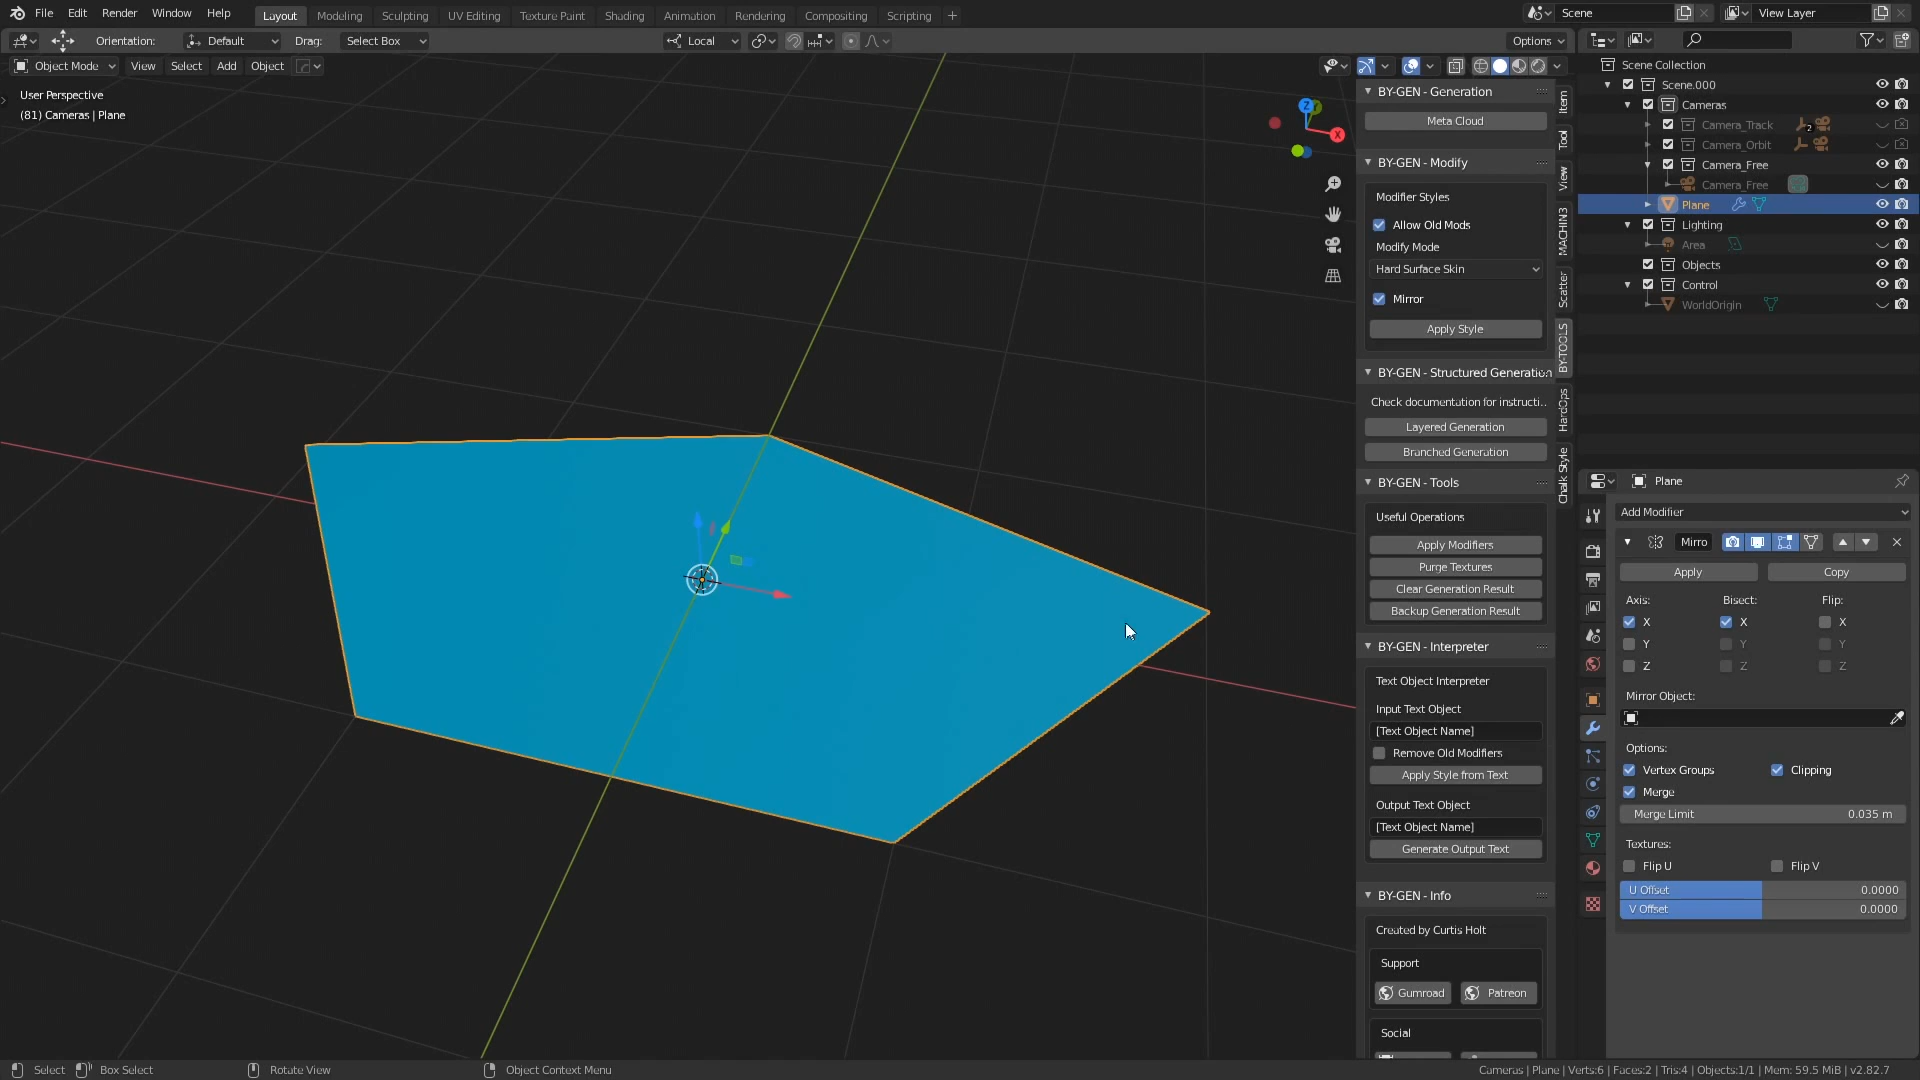 File Edit Render Window Help Layout Modeling Sculpting UV Editing Texture Paint Shading Animation Rendering Compositing Scripting + Scene View Layer
Orientation: Default Drag: Select Box Local Options
Object Mode View Select Add Object
User Perspective
(81) Cameras | Plane
Z
X
BY-GEN - Generation
Meta Cloud
BY-GEN - Modify
Modifier Styles
Allow Old Mods
Modify Mode
Hard Surface Skin
Mirror
Apply Style
BY-GEN - Structured Generation
Check documentation for instructi..
Layered Generation
Branched Generation
BY-GEN - Tools
Useful Operations
Apply Modifiers
Purge Textures
Clear Generation Result
Backup Generation Result
BY-GEN - Interpreter
Text Object Interpreter
Input Text Object
[Text Object Name]
Remove Old Modifiers
Apply Style from Text
Output Text Object
[Text Object Name]
Generate Output Text
BY-GEN - Info
Created by Curtis Holt
Support
Gumroad Patreon
Social
Item
Tool
View
MACHIN3
Scatter
BY-TOOLS
HardOps
Chalk Style
Scene Collection
Scene.000
Cameras
Camera_Track 2
Camera_Orbit
Camera_Free
Camera_Free
Plane
Lighting
Area
Objects
Control
WorldOrigin
Plane
Add Modifier
Mirro
Apply Copy
Axis: Bisect: Flip:
X X X
Y Y Y
Z Z Z
Mirror Object:
Options:
Vertex Groups Clipping
Merge
Merge Limit 0.035 m
Textures:
Flip U Flip V
U Offset 0.0000
V Offset 0.0000
Select Box Select Rotate View Object Context Menu Cameras | Plane | Verts:6 | Faces:2 | Tris:4 | Objects:1/1 | Mem: 59.5 MiB | v2.82.7